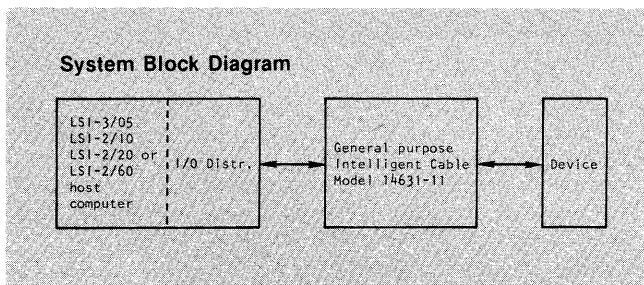 System Block Diagram
LSI-3/05
LSI-2/10
LSI-2/20 or
LSI-2/60
host
computer
I/O Distr.
General purpose
Intelligent Cable
Model 14631-11
Device